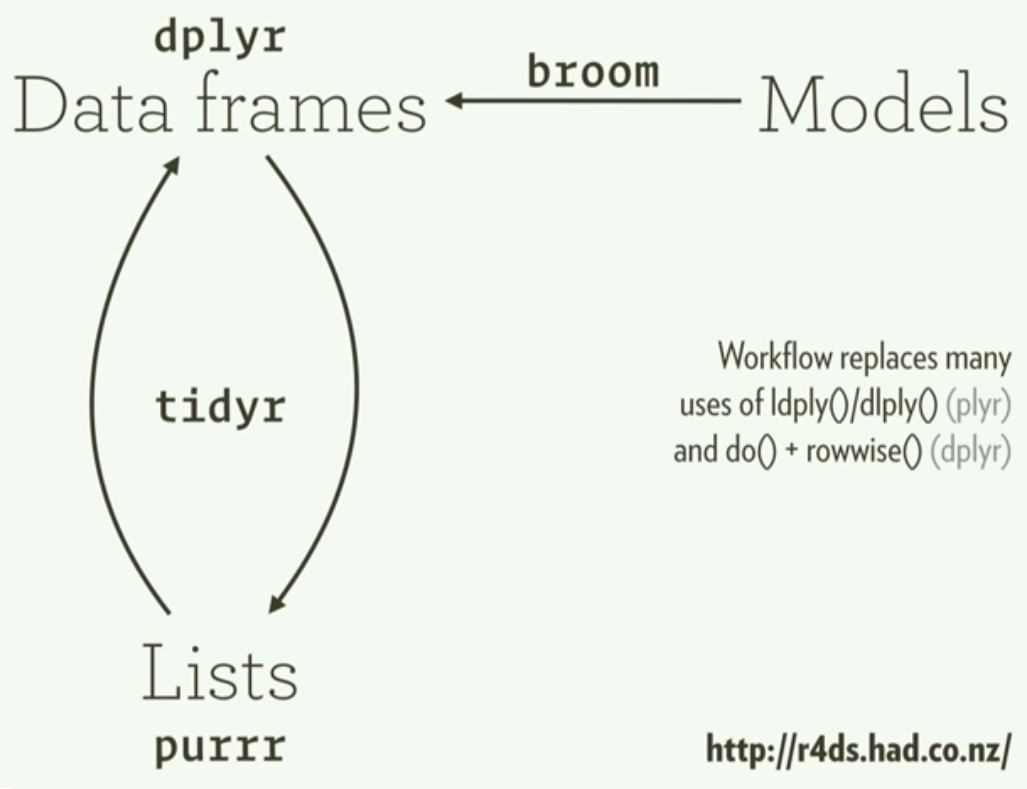 dplyr
Data frames
broom
Models
tidyr
Workflow replaces many
uses of ldply()/dlply() (plyr)
and do() + rowwise() (dplyr)
Lists
purrr
http://r4ds.had.co.nz/